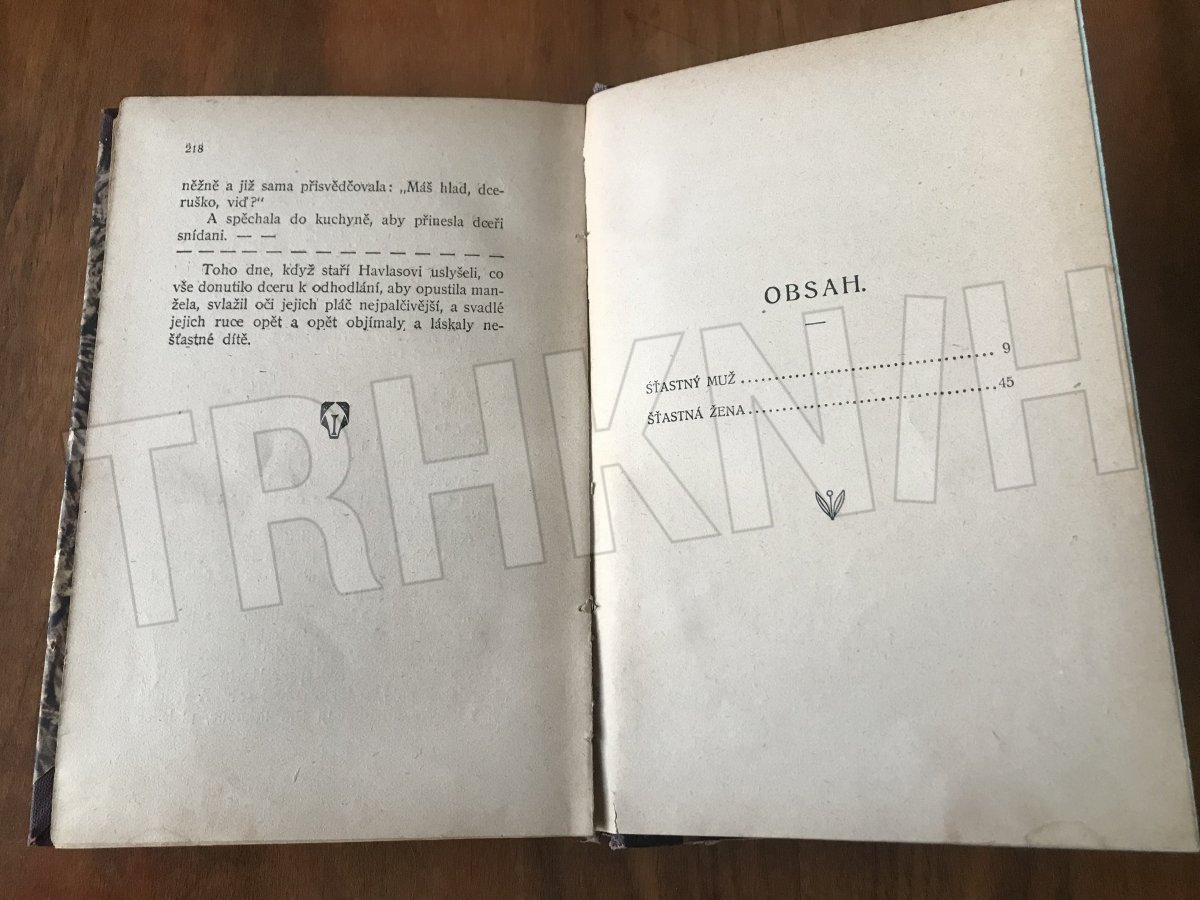 218
něžně a již sama přisvědčovala: „Máš hlad, dce-
ruško, viď?“
A spěchala do kuchyně, aby přinesla dceři
snídani. — —
— — — — — — — — — — — — — — — — —
Toho dne, když staří Havlasovi uslyšeli, co
vše donutilo dceru k odhodlání, aby opustila man-
žela, svlažil oči jejich pláč nejpalčivější, a svadlé
jejich ruce opět a opět objímaly a láskaly ne-
šťastné dítě.
OBSAH.
—
ŠŤASTNÝ MUŽ ........................................ 9
ŠŤASTNÁ ŽENA ........................................ 45
TRHKNIH